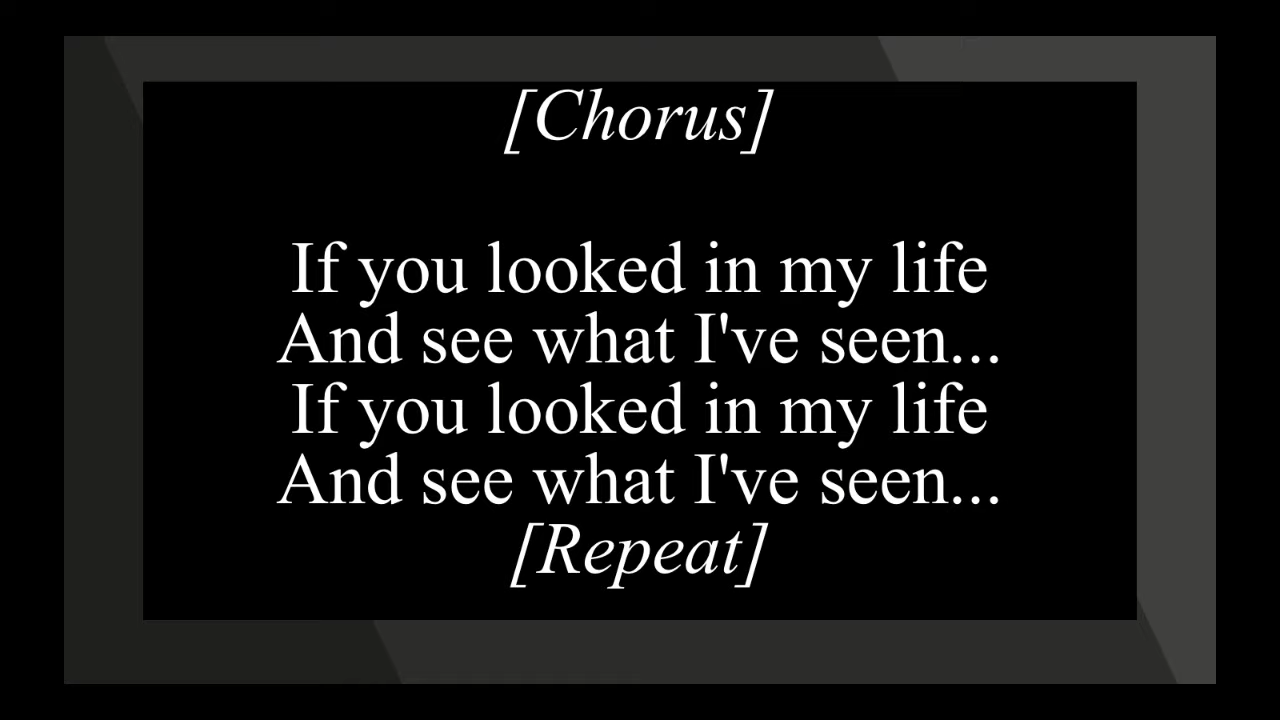 [Chorus]
If you looked in my life
And see what I've seen...
If you looked in my life
And see what I've seen...
[Repeat]